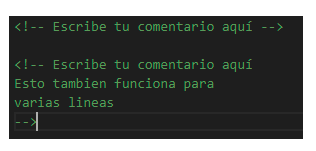 <!-- Escribe tu comentario aquí -->
<!-- Escribe tu comentario aquí
Esto tambien funciona para
varias lineas
-->